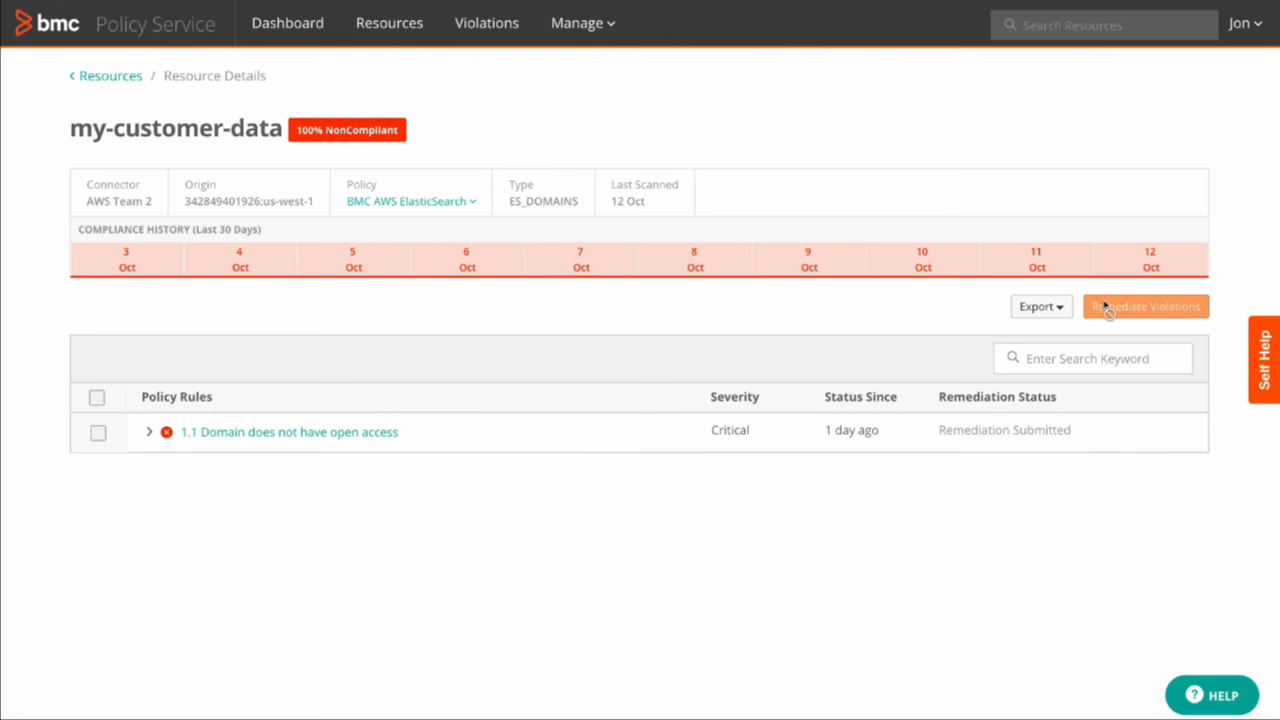 bmc Policy Service Dashboard Resources Violations Manage Search Resources Jon
Resources / Resource Details
my-customer-data 100% NonCompliant
Connector Origin Policy Type Last Scanned
AWS Team 2 342849401926:us-west-1 BMC AWS ElasticSearch ES_DOMAINS 12 Oct
COMPLIANCE HISTORY (Last 30 Days)
3 4 5 6 7 8 9 10 11 12
Oct Oct Oct Oct Oct Oct Oct Oct Oct Oct
Export Remediate Violations
Enter Search Keyword
Policy Rules Severity Status Since Remediation Status
1.1 Domain does not have open access Critical 1 day ago Remediation Submitted
Self Help
? HELP